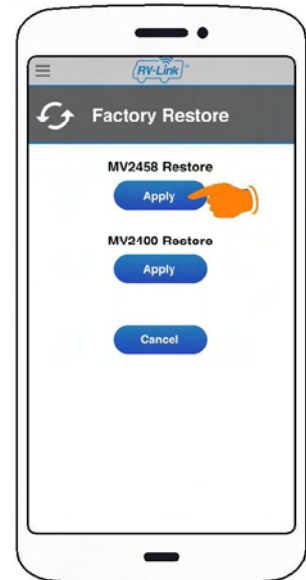 RV-Link
Factory Restore
MV2458 Restore
Apply
MV2100 Restore
Apply
Cancel